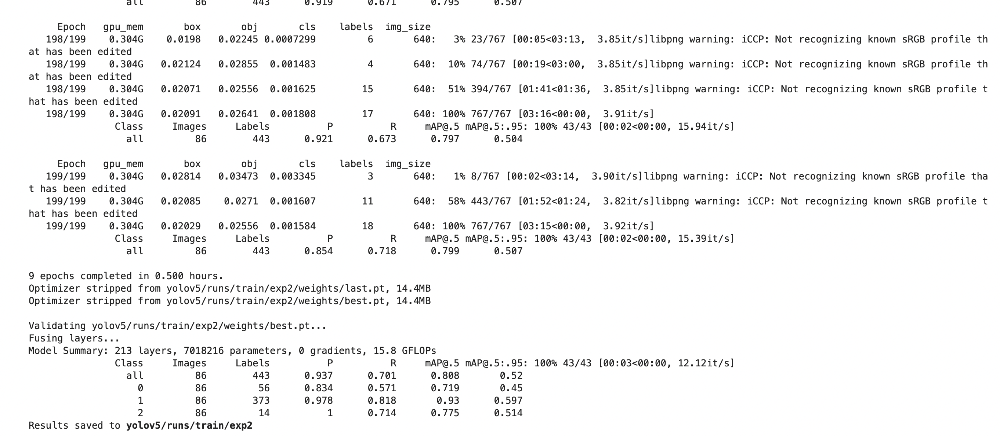 all 86 443 0.919 0.671 0.795 0.507
Epoch gpu_mem box obj cls labels img_size
198/199 0.304G 0.0198 0.02245 0.0007299 6 640: 3% 23/767 [00:05<03:13, 3.85it/s]libpng warning: iCCP: Not recognizing known sRGB profile th
at has been edited
198/199 0.304G 0.02124 0.02855 0.001483 4 640: 10% 74/767 [00:19<03:00, 3.85it/s]libpng warning: iCCP: Not recognizing known sRGB profile th
at has been edited
198/199 0.304G 0.02071 0.02556 0.001625 15 640: 51% 394/767 [01:41<01:36, 3.85it/s]libpng warning: iCCP: Not recognizing known sRGB profile t
hat has been edited
198/199 0.304G 0.02091 0.02641 0.001808 17 640: 100% 767/767 [03:16<00:00, 3.91it/s]
Class Images Labels P R mAP@.5 mAP@.5:.95: 100% 43/43 [00:02<00:00, 15.94it/s]
all 86 443 0.921 0.673 0.797 0.504
Epoch gpu_mem box obj cls labels img_size
199/199 0.304G 0.02814 0.03473 0.003345 3 640: 1% 8/767 [00:02<03:14, 3.90it/s]libpng warning: iCCP: Not recognizing known sRGB profile tha
t has been edited
199/199 0.304G 0.02085 0.0271 0.001607 11 640: 58% 443/767 [01:52<01:24, 3.82it/s]libpng warning: iCCP: Not recognizing known sRGB profile t
hat has been edited
199/199 0.304G 0.02029 0.02556 0.001584 18 640: 100% 767/767 [03:15<00:00, 3.92it/s]
Class Images Labels P R mAP@.5 mAP@.5:.95: 100% 43/43 [00:02<00:00, 15.39it/s]
all 86 443 0.854 0.718 0.799 0.507
9 epochs completed in 0.500 hours.
Optimizer stripped from yolov5/runs/train/exp2/weights/last.pt, 14.4MB
Optimizer stripped from yolov5/runs/train/exp2/weights/best.pt, 14.4MB
Validating yolov5/runs/train/exp2/weights/best.pt...
Fusing layers...
Model Summary: 213 layers, 7018216 parameters, 0 gradients, 15.8 GFLOPs
Class Images Labels P R mAP@.5 mAP@.5:.95: 100% 43/43 [00:03<00:00, 12.12it/s]
all 86 443 0.937 0.701 0.808 0.52
0 86 56 0.834 0.571 0.719 0.45
1 86 373 0.978 0.818 0.93 0.597
2 86 14 1 0.714 0.775 0.514
Results saved to yolov5/runs/train/exp2